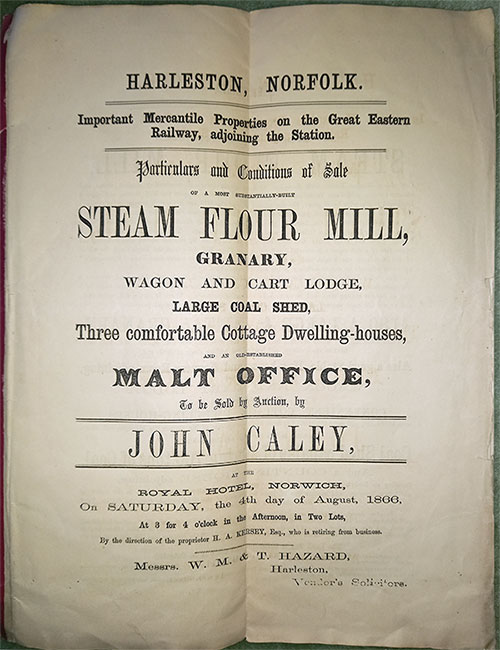 HARLESTON, NORFOLK.
Important Mercantile Properties on the Great Eastern
Railway, adjoining the Station.
Particulars and Conditions of Sale
OF A MOST SUBSTANTIALLY-BUILT
STEAM FLOUR MILL,
GRANARY,
WAGON AND CART LODGE,
LARGE COAL SHED,
Three comfortable Cottage Dwelling-houses,
AND AN OLD-ESTABLISHED
MALT OFFICE,
To be Sold by Auction, by
JOHN CALEY,
AT THE
ROYAL HOTEL, NORWICH,
On SATURDAY, the 4th day of August, 1866,
At 3 for 4 o'clock in the Afternoon, in Two Lots,
By the direction of the proprietor H. A. KERSEY, Esq., who is retiring from business.
Messrs. W. M. & T. HAZARD,
Harleston,
Vendor's Solicitors.